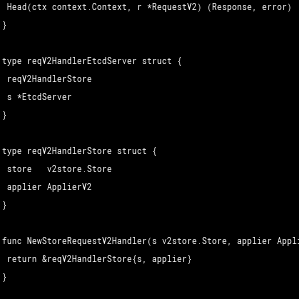 Head(ctx context.Context, r *RequestV2) (Response, error)
}
type reqV2HandlerEtcdServer struct {
reqV2HandlerStore
s *EtcdServer
}
type reqV2HandlerStore struct {
store   v2store.Store
applier ApplierV2
}
func NewStoreRequestV2Handler(s v2store.Store, applier Appli
return &reqV2HandlerStore{s, applier}
}